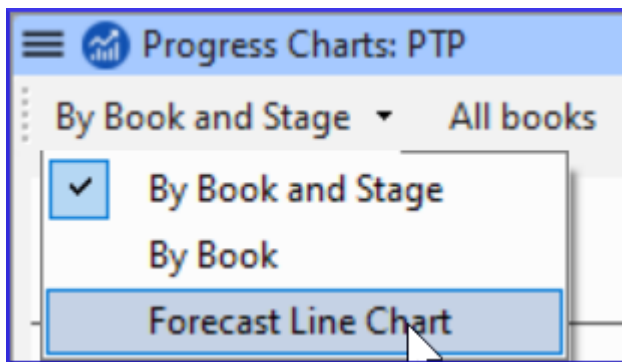 Progress Charts: PTP
By Book and Stage All books
By Book and Stage
By Book
Forecast Line Chart